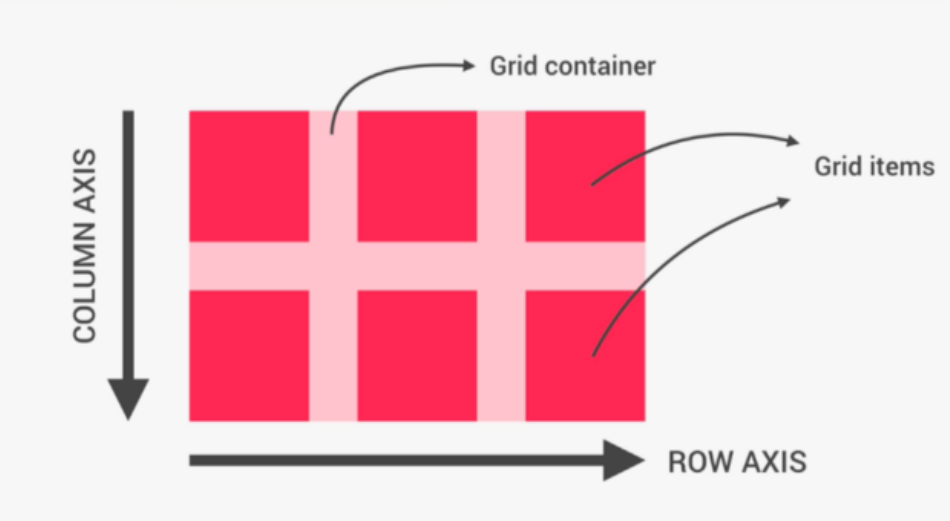 Grid container
Grid items
COLUMN AXIS
ROW AXIS